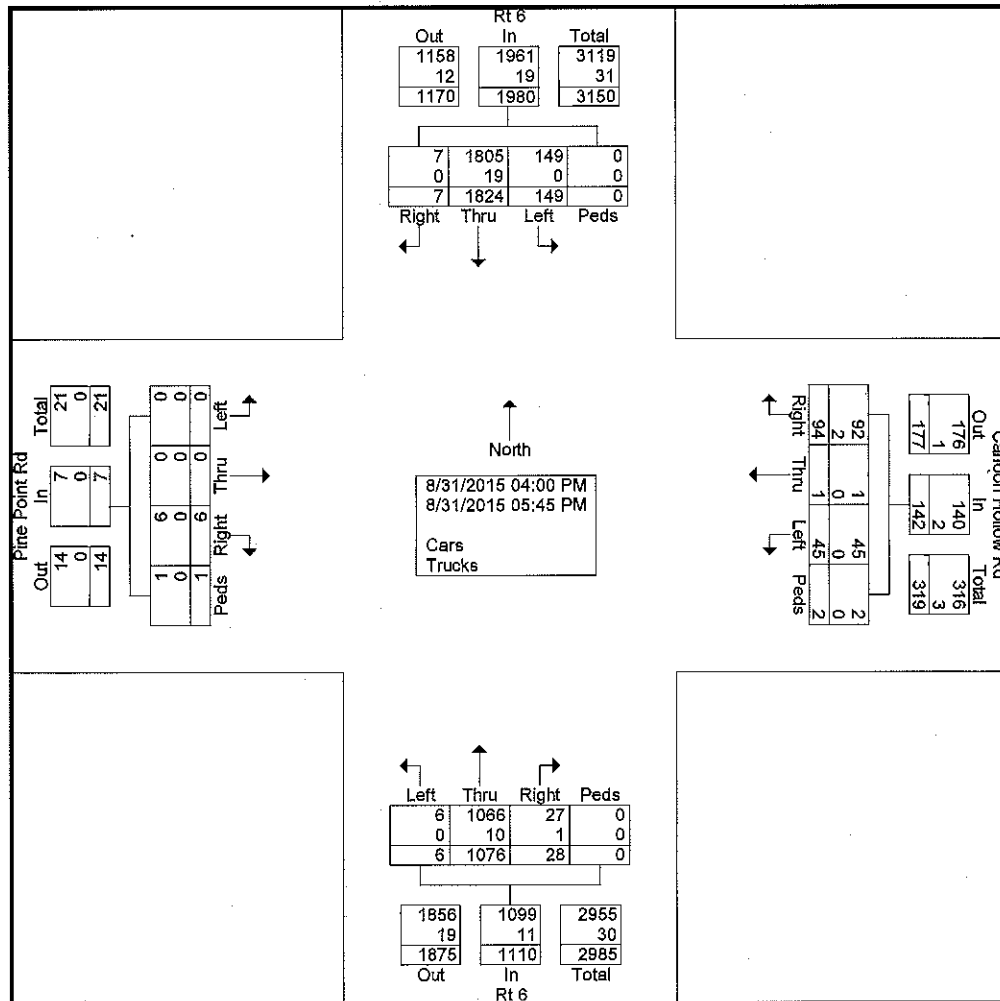 Rt 6
Out In Total
1158 1961 3119
12 19 31
1170 1980 3150
7 1805 149 0
0 19 0 0
7 1824 149 0
Right Thru Left Peds
Pine Point Rd
Total In Out
21 7 14
0 0 0
21 7 14
0 0 6 1
0 0 0 0
0 0 6 1
Left Thru Right Peds
North
8/31/2015 04:00 PM
8/31/2015 05:45 PM
Cars
Trucks
Right Thru Left Peds
92 1 45 2
2 0 0 0
94 1 45 2
Out In Total
176 140 316
1 2 3
177 142 319
Hollow Rd
Left Thru Right Peds
6 1066 27 0
0 10 1 0
6 1076 28 0
1856 1099 2955
19 11 30
1875 1110 2985
Out In Total
Rt 6